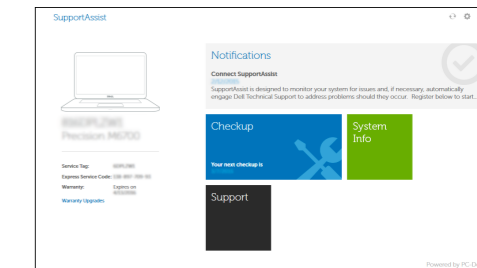 SupportAssist
Notifications
Connect SupportAssist
SupportAssist is designed to monitor your system for issues and, if necessary, automatically
engage Dell Technical Support to address problems should they occur. Register below to start...
Precision M6700
Checkup
System
Info
Service Tag:
Express Service Code:
Your next checkup is
Warranty: Expires on
Warranty Upgrades
Support
Powered by PC-D